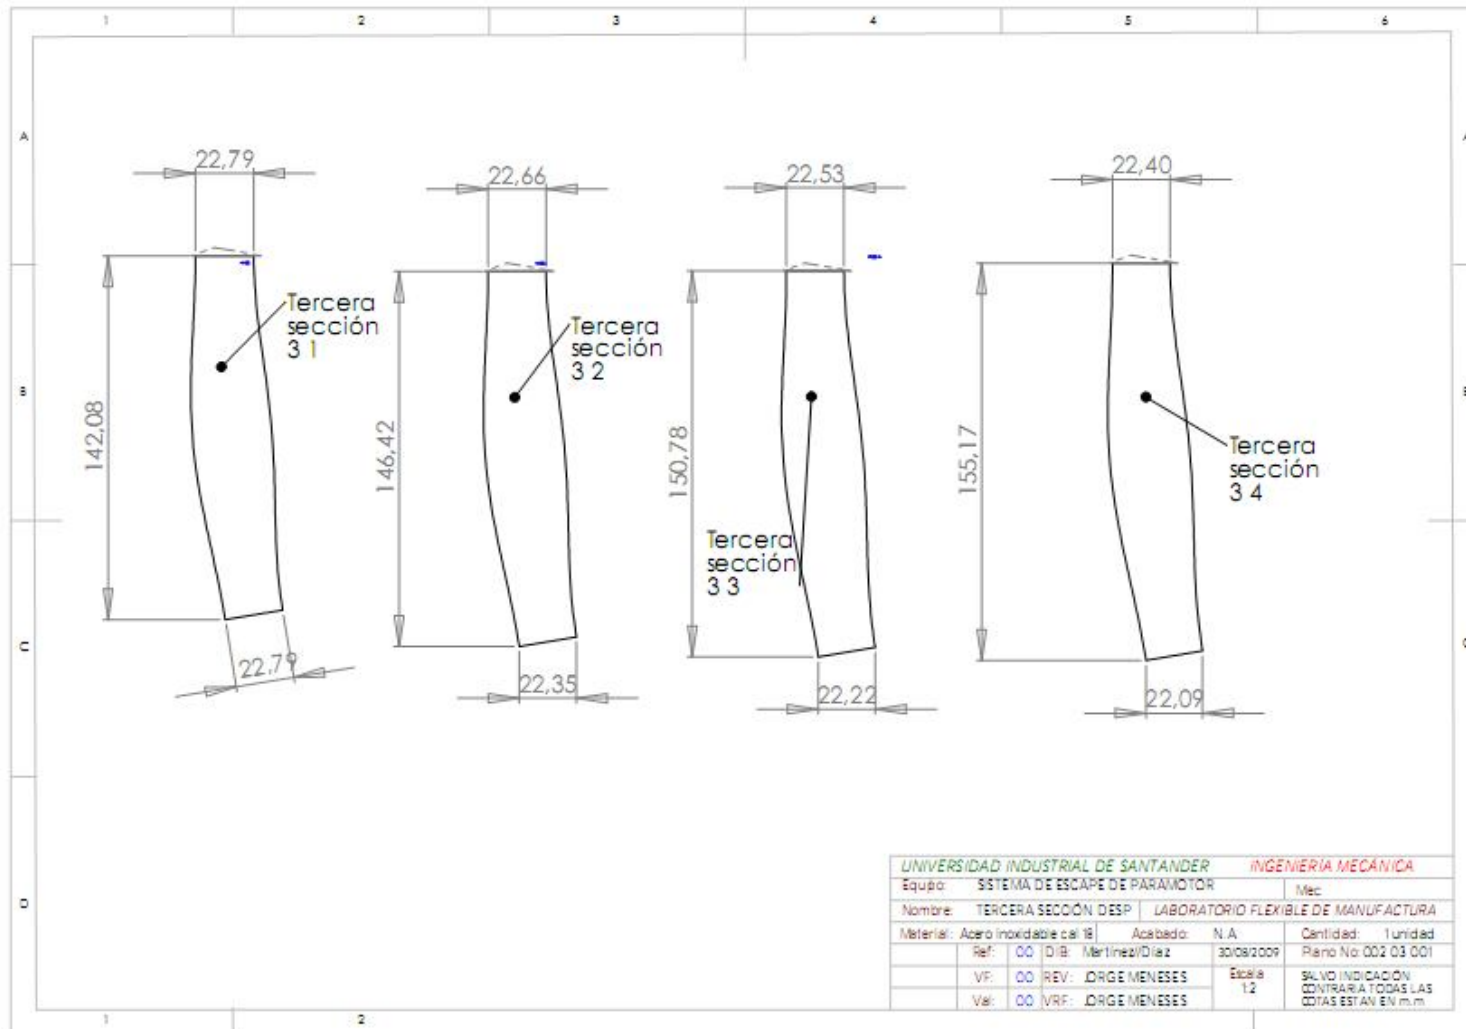 1 2 3 4 5 6
A A
22,79 22,66 22,53 22,40
Tercera
sección
3 1
Tercera
sección
3 2
B B
142,08 146,42 150,78 155,17
Tercera
sección
3 4
Tercera
sección
3 3
C C
22,79 22,35 22,22 22,09
D
UNIVERSIDAD INDUSTRIAL DE SANTANDER INGENIERÍA MECÁNICA
Equipo: SISTEMA DE ESCAPE DE PARAMOTOR Mec
Nombre: TERCERA SECCIÓN DESP LABORATORIO FLEXIBLE DE MANUFACTURA
Material: Acero inoxidable cal 18 Acabado: N.A Cantidad: 1 unidad
Ref: 00 DIB: Martinez/Díaz 30/08/2009 Plano No: 002 03 001
VF: 00 REV: JORGE MENESES Escala 1:2 SALVO INDICACIÓN
CONTRARIA TODAS LAS
Val: 00 VRF: JORGE MENESES COTAS ESTAN EN m.m
1 2